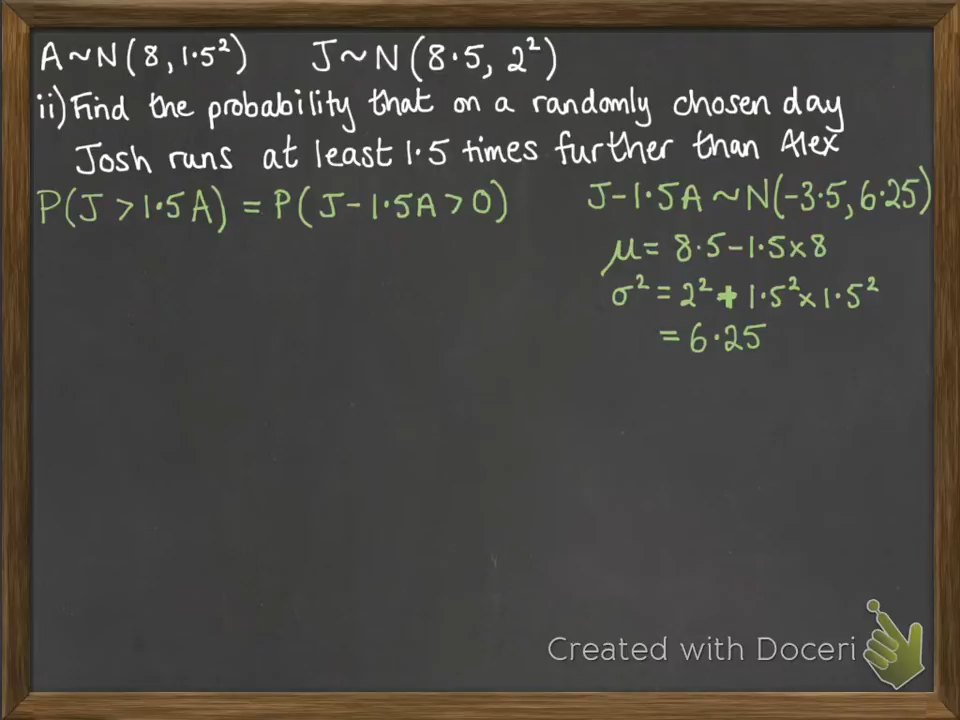 A ~ N(8, 1·5²) J ~ N(8·5, 2²)
ii) Find the probability that on a randomly chosen day
Josh runs at least 1·5 times further than Alex
P(J > 1·5A) = P(J - 1·5A > 0) J - 1·5A ~ N(-3·5, 6·25)
μ = 8·5 - 1·5 × 8
σ² = 2² + 1·5² × 1·5²
= 6·25
Created with Doceri